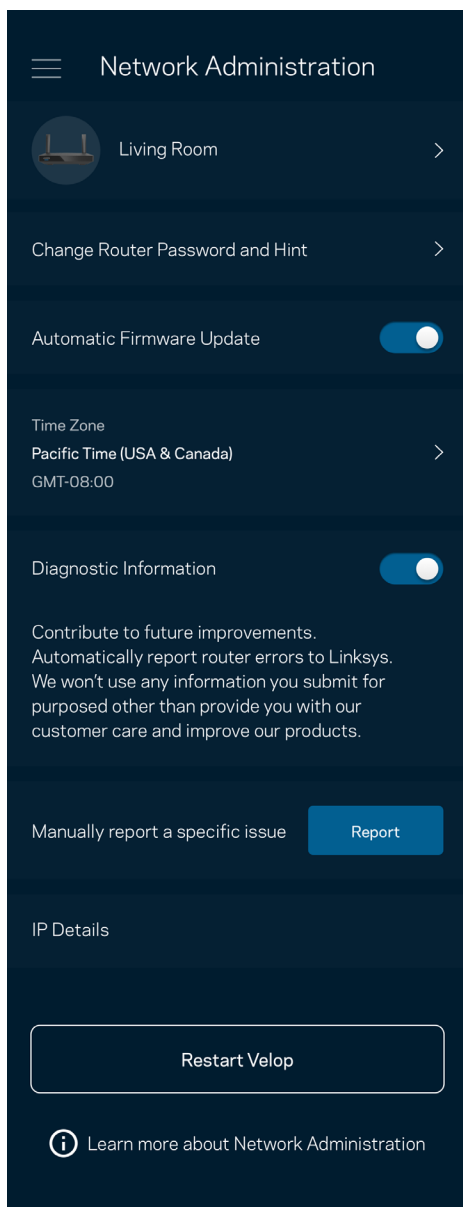 Network Administration
Living Room
Change Router Password and Hint
Automatic Firmware Update
Time Zone
Pacific Time (USA & Canada)
GMT-08:00
Diagnostic Information
Contribute to future improvements.
Automatically report router errors to Linksys.
We won't use any information you submit for
purposed other than provide you with our
customer care and improve our products.
Manually report a specific issue
Report
IP Details
Restart Velop
Learn more about Network Administration